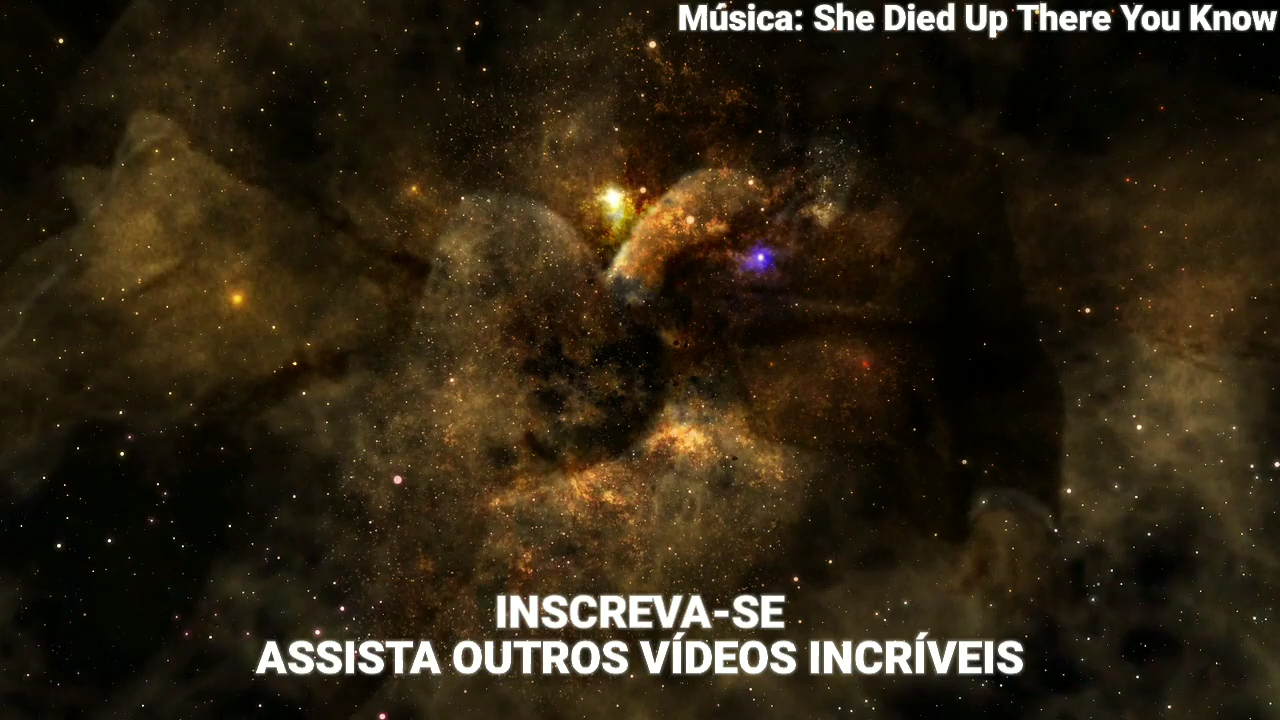 Música: She Died Up There You Know
INSCREVA-SE
ASSISTA OUTROS VÍDEOS INCRÍVEIS